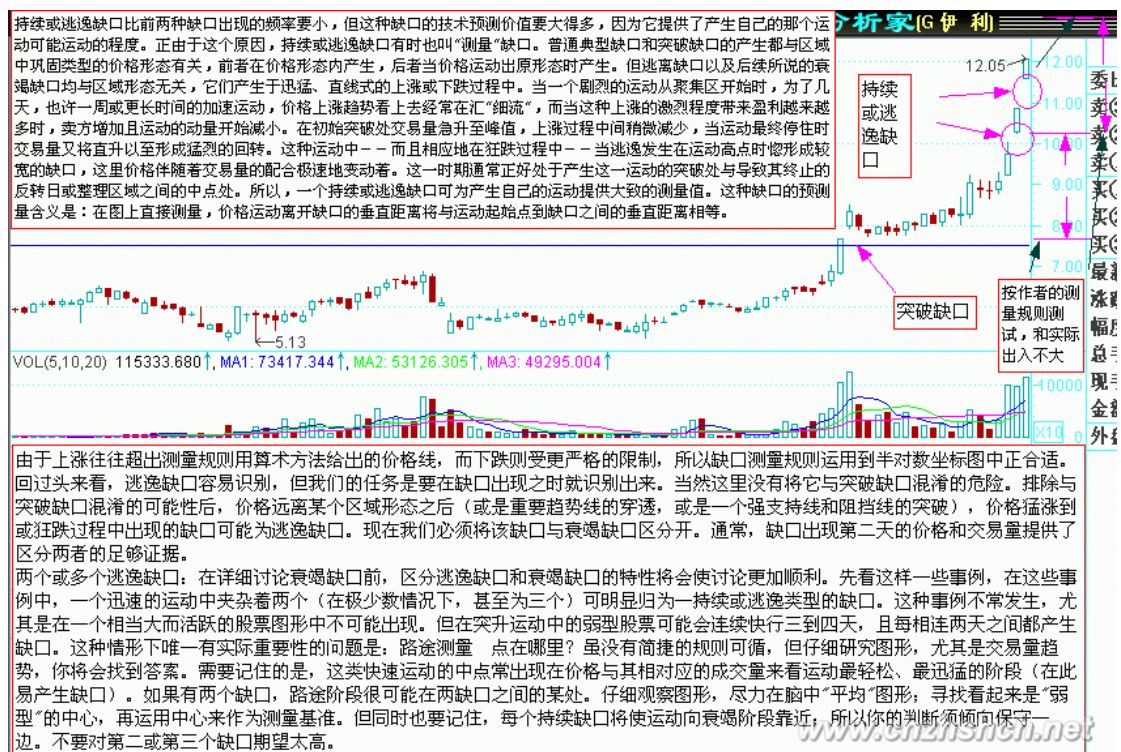 持续或逃逸缺口比前两种缺口出现的频率要小，但这种缺口的技术预测价值要大得多，因为它提供了产生自己的那个运
动可能运动的程度。正由于这个原因，持续或逃逸缺口有时也叫"测量"缺口。普通典型缺口和突破缺口的产生都与区域
中巩固类型的价格形态有关，前者在价格形态内产生，后者当价格运动出原形态时产生。但逃离缺口以及后续所说的衰
竭缺口均与区域形态无关，它们产生于迅猛、直线式的上涨或下跌过程中。当一个剧烈的运动从聚集区开始时，为了几
天，也许一周或更长时间的加速运动，价格上涨趋势看上去经常在汇"细流"，而当这种上涨的激烈程度带来盈利越来越
多时，卖方增加且运动的动量开始减小。在初始突破处交易量急升至峰值，上涨过程中间稍微减少，当运动最终停住时
交易量又将直升以至形成猛烈的回转。这种运动中－－而且相应地在狂跌过程中－－当逃逸发生在运动高点时惚形成较
宽的缺口，这里价格伴随着交易量的配合极速地变动着。这一时期通常正好处于产生这一运动的突破处与导致其终止的
反转日或整理区域之间的中点处。所以，一个持续或逃逸缺口可为产生自己的运动提供大致的测量值。这种缺口的预测
量含义是：在图上直接测量，价格运动离开缺口的垂直距离将与运动起始点到缺口之间的垂直距离相等。
分析家(G伊 利)
持续
或逃
逸缺
口
12.05
12.00
11.00
10.00
9.00
8.00
7.00
突破缺口
按作者的测
量规则测
试，和实际
出入不大
5.13
委比
卖
卖
卖
买
买
买
最新
涨跌
幅度
总手
现手
金额
外盘
VOL(5,10,20) 115333.680↑, MA1: 73417.344↑, MA2: 53126.305↑, MA3: 49295.004↑
40000
X10
0
由于上涨往往超出测量规则用算术方法给出的价格线，而下跌则受更严格的限制，所以缺口测量规则运用到半对数坐标图中正合适。
回过头来看，逃逸缺口容易识别，但我们的任务是要在缺口出现之时就识别出来。当然这里没有将它与突破缺口混淆的危险。排除与
突破缺口混淆的可能性后，价格远离某个区域形态之后（或是重要趋势线的穿透，或是一个强支持线和阻挡线的突破），价格猛涨到
或狂跌过程中出现的缺口可能为逃逸缺口。现在我们必须将该缺口与衰竭缺口区分开。通常，缺口出现第二天的价格和交易量提供了
区分两者的足够证据。
两个或多个逃逸缺口：在详细讨论衰竭缺口前，区分逃逸缺口和衰竭缺口的特性将会使讨论更加顺利。先看这样一些事例，在这些事
例中，一个迅速的运动中夹杂着两个（在极少数情况下，甚至为三个）可明显归为一持续或逃逸类型的缺口。这种事例不常发生，尤
其是在一个相当大而活跃的股票图形中不可能出现。但在突升运动中的弱型股票可能会连续快行三到四天，且每相连两天之间都产生
缺口。这种情形下唯一有实际重要性的问题是：路途测量　点在哪里？虽没有简捷的规则可循，但仔细研究图形，尤其是交易量趋
势，你将会找到答案。需要记住的是，这类快速运动的中点常出现在价格与其相对应的成交量来看运动最轻松、最迅猛的阶段（在此
易产生缺口）。如果有两个缺口，路途阶段很可能在两缺口之间的某处。仔细观察图形，尽力在脑中"平均"图形；寻找看起来是"弱
型"的中心，再运用中心来作为测量基准。但同时也要记住，每个持续缺口将使运动向衰竭阶段靠近；所以你的判断须倾向保守一
边。不要对第二或第三个缺口期望太高。
www.cnzhshch.net